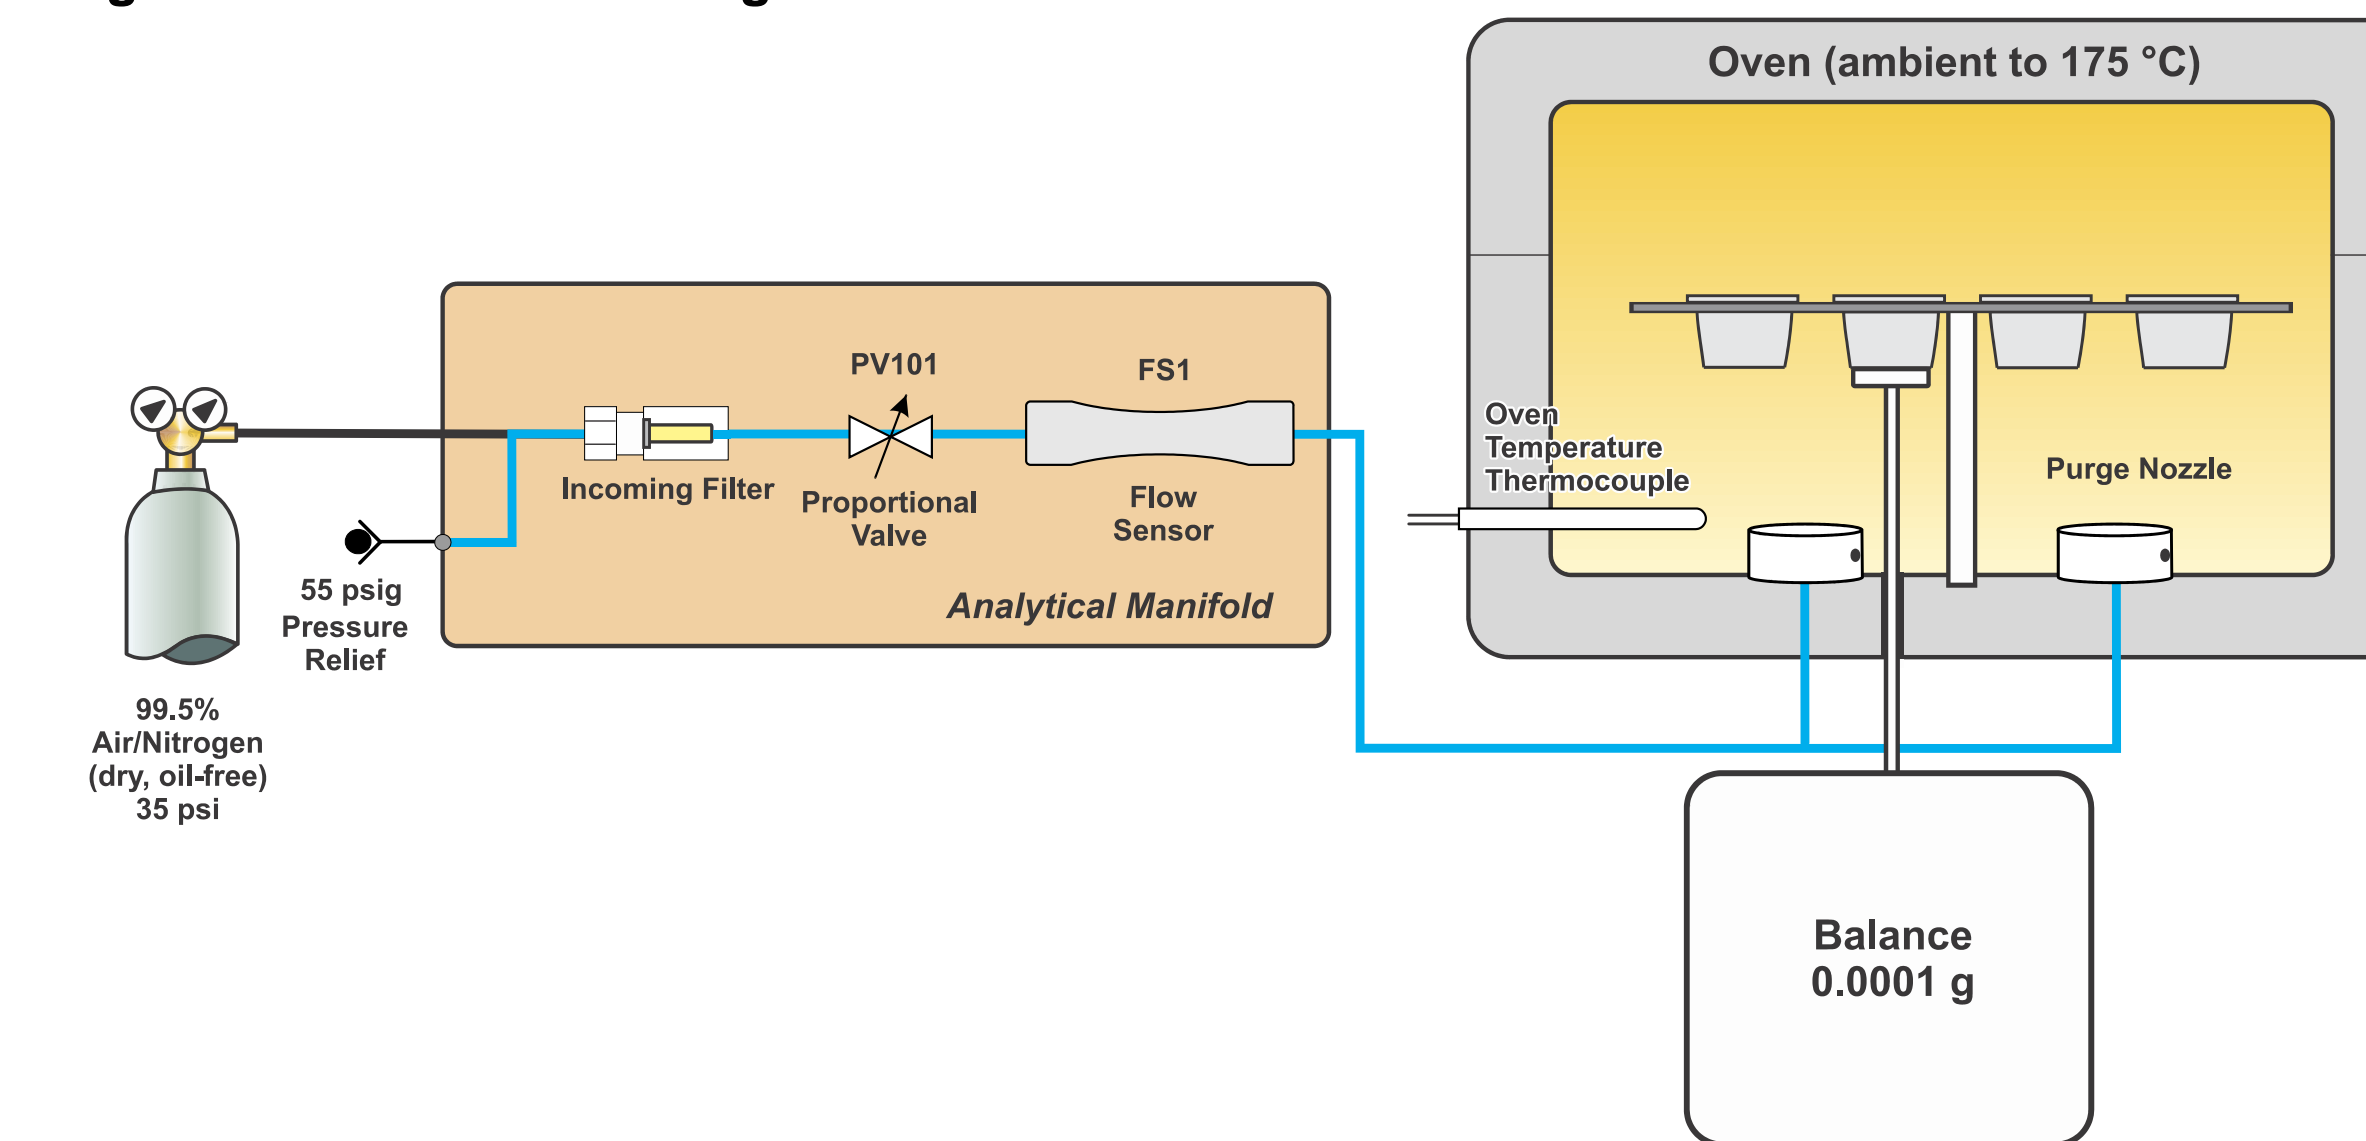 Oven (ambient to 175 °C)
PV101
FS1
Oven
Temperature
Thermocouple
Purge Nozzle
Incoming Filter
Proportional
Valve
Flow
Sensor
55 psig
Pressure
Relief
Analytical Manifold
99.5%
Air/Nitrogen
(dry, oil-free)
35 psi
Balance
0.0001 g